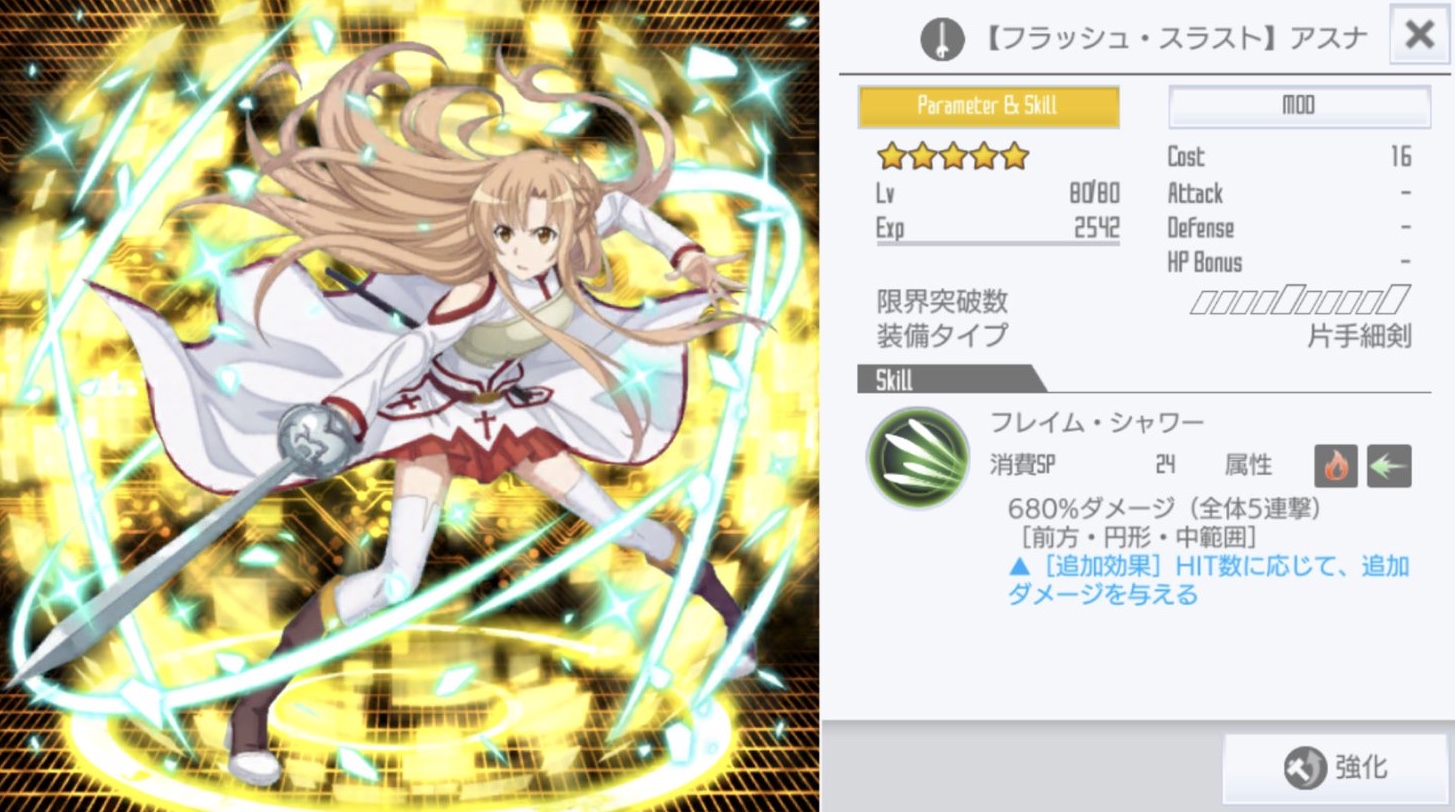 【フラッシュ・スラスト】アスナ
Parameter & Skill
MOD
Lv 80/80
Exp 2542
Cost 16
Attack -
Defense -
HP Bonus -
限界突破数
装備タイプ 片手細剣
Skill
フレイム・シャワー
消費SP 24 属性
680%ダメージ（全体5連撃）
［前方・円形・中範囲］
▲［追加効果］HIT数に応じて、追加
ダメージを与える
強化